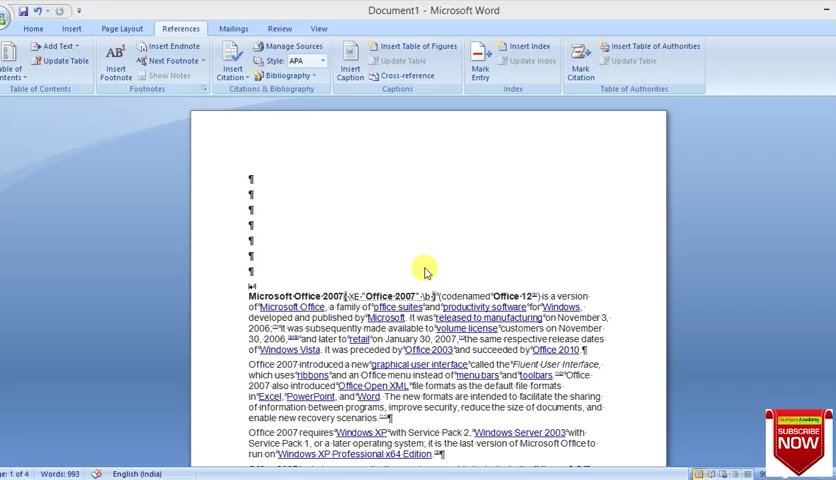 Document1 - Microsoft Word
Home Insert Page Layout References Mailings Review View
Add Text
Update Table
Table of Contents
Insert Footnote
Insert Endnote
Next Footnote
Show Notes
Footnotes
Insert Citation
Manage Sources
Style: APA
Bibliography
Citations & Bibliography
Insert Caption
Insert Table of Figures
Update Table
Cross-reference
Captions
Mark Entry
Insert Index
Update Index
Index
Mark Citation
Insert Table of Authorities
Update Table
Table of Authorities
Microsoft Office 2007{ XE "Office 2007" \b } (codenamed Office 12) is a version
of Microsoft Office, a family of office suites and productivity software for Windows,
developed and published by Microsoft. It was released to manufacturing on November 3,
2006; it was subsequently made available to volume license customers on November
30, 2006, and later to retail on January 30, 2007, the same respective release dates
of Windows Vista. It was preceded by Office 2003 and succeeded by Office 2010.¶
Office 2007 introduced a new graphical user interface called the Fluent User Interface,
which uses ribbons and an Office menu instead of menu bars and toolbars. Office
2007 also introduced Office Open XML file formats as the default file formats
in Excel, PowerPoint, and Word. The new formats are intended to facilitate the sharing
of information between programs, improve security, reduce the size of documents, and
enable new recovery scenarios.¶
Office 2007 requires Windows XP with Service Pack 2, Windows Server 2003 with
Service Pack 1, or a later operating system; it is the last version of Microsoft Office to
run on Windows XP Professional x64 Edition.¶
SUBSCRIBE
NOW
ge: 1 of 4 Words: 993 English (India)